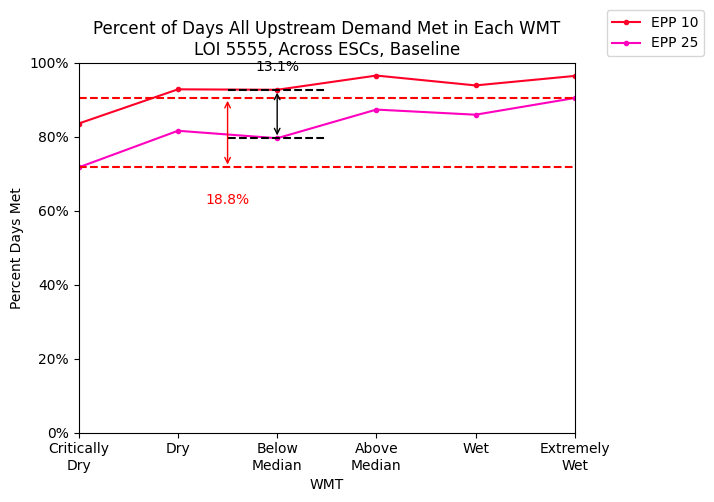 Percent of Days All Upstream Demand Met in Each WMT
LOI 5555, Across ESCs, Baseline
EPP 10
EPP 25
13.1%
18.8%
100%
80%
60%
40%
20%
0%
Percent Days Met
Critically
Dry
Dry
Below
Median
Above
Median
Wet
Extremely
Wet
WMT